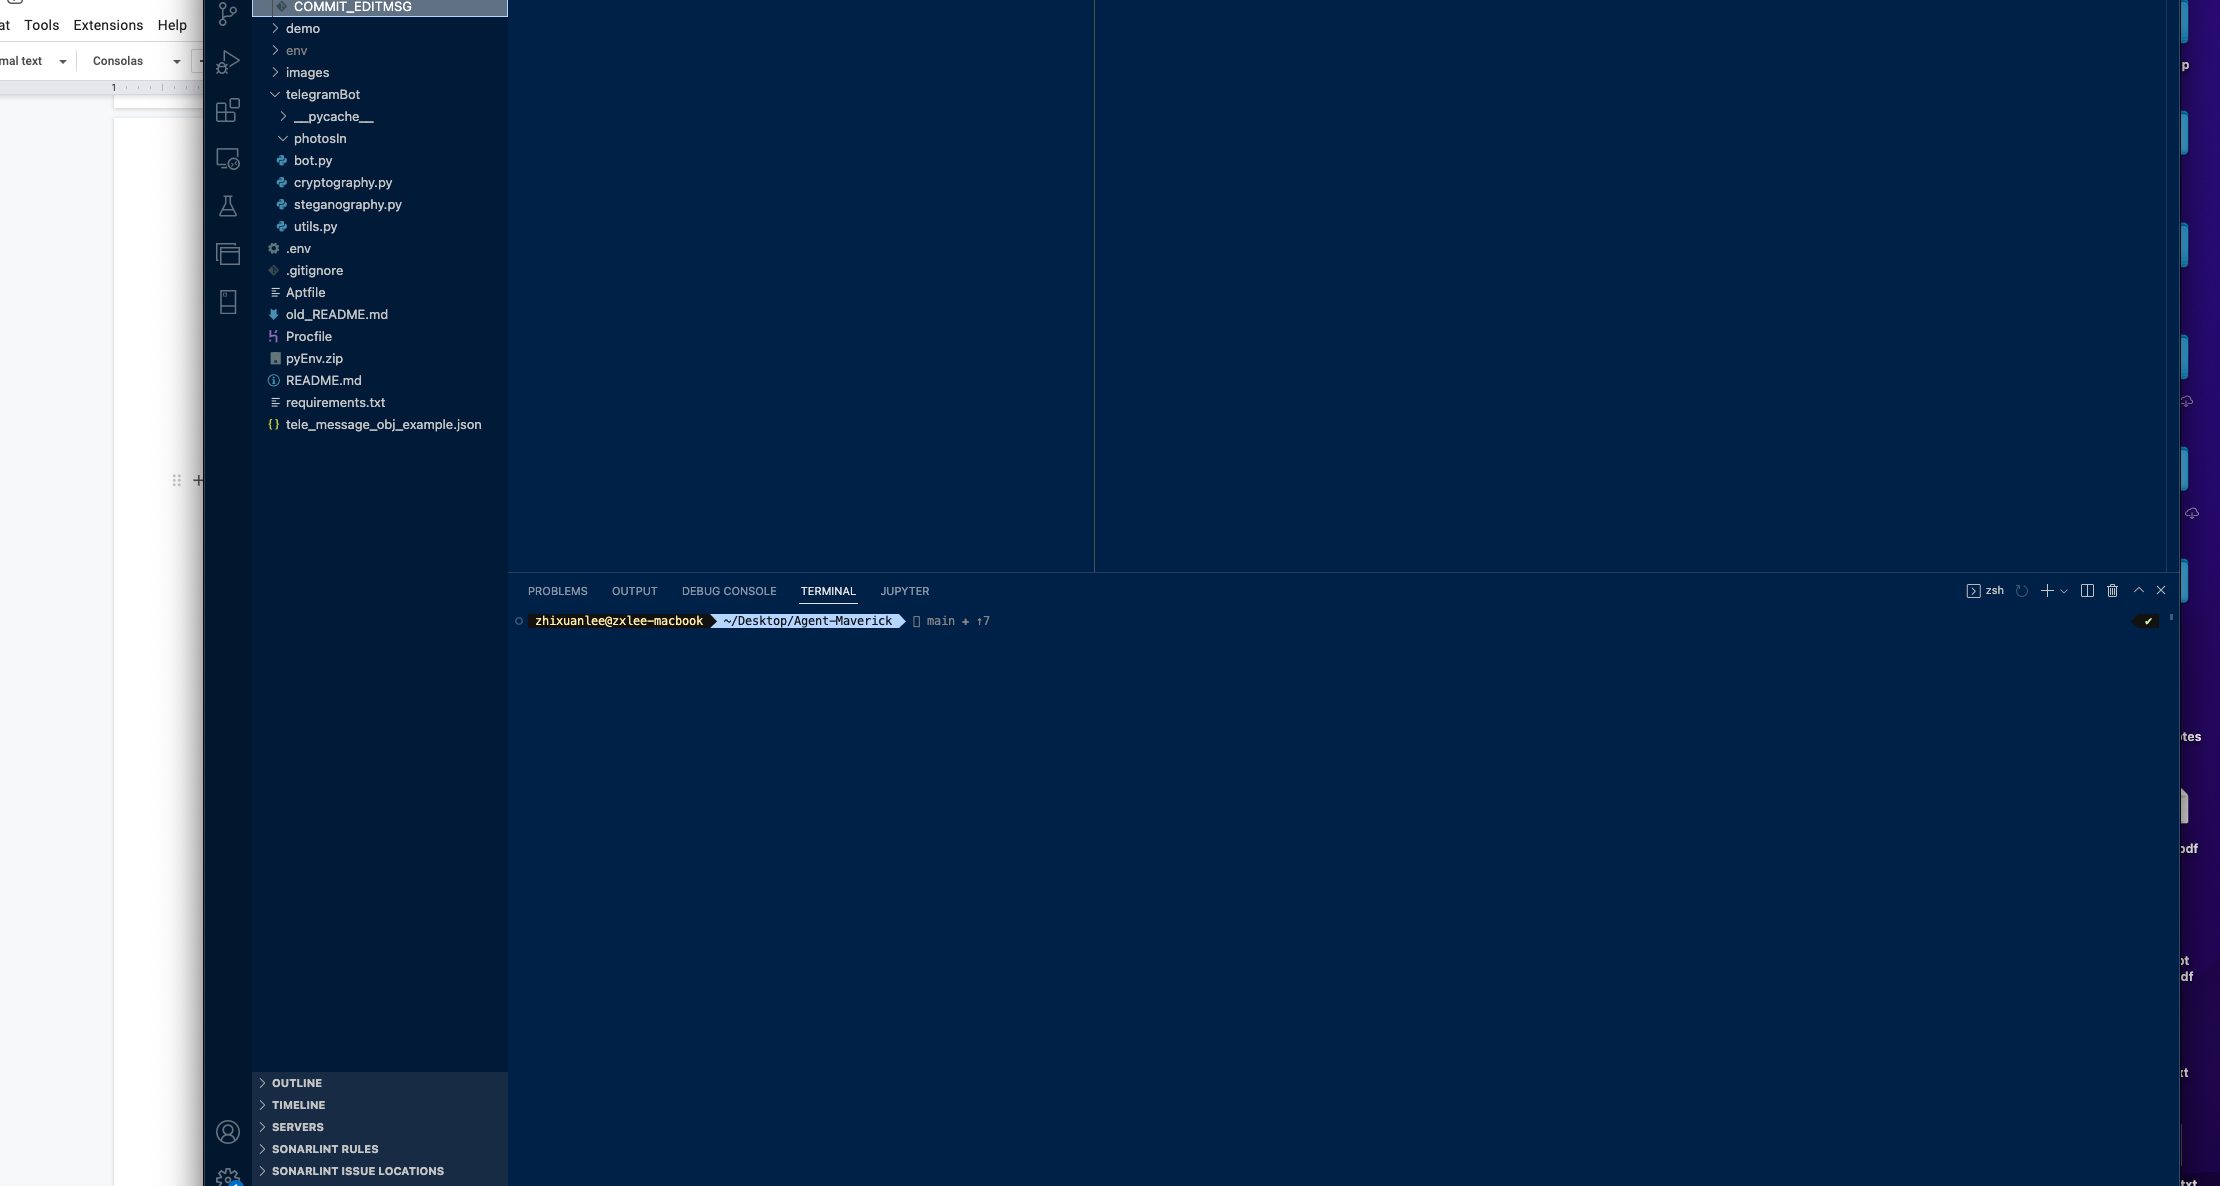 COMMIT_EDITMSG
at Tools Extensions Help
demo
env
mal text Consolas
images
1
telegramBot
__pycache__
photosIn
bot.py
cryptography.py
steganography.py
utils.py
.env
.gitignore
Aptfile
old_README.md
Procfile
pyEnv.zip
README.md
requirements.txt
{} tele_message_obj_example.json
PROBLEMS OUTPUT DEBUG CONSOLE TERMINAL JUPYTER zsh
zhixuanlee@zxlee-macbook ~/Desktop/Agent-Maverick main + ↑7 ✔
OUTLINE
TIMELINE
SERVERS
SONARLINT RULES
SONARLINT ISSUE LOCATIONS
p
tes
pdf
ot
df
xt
txt